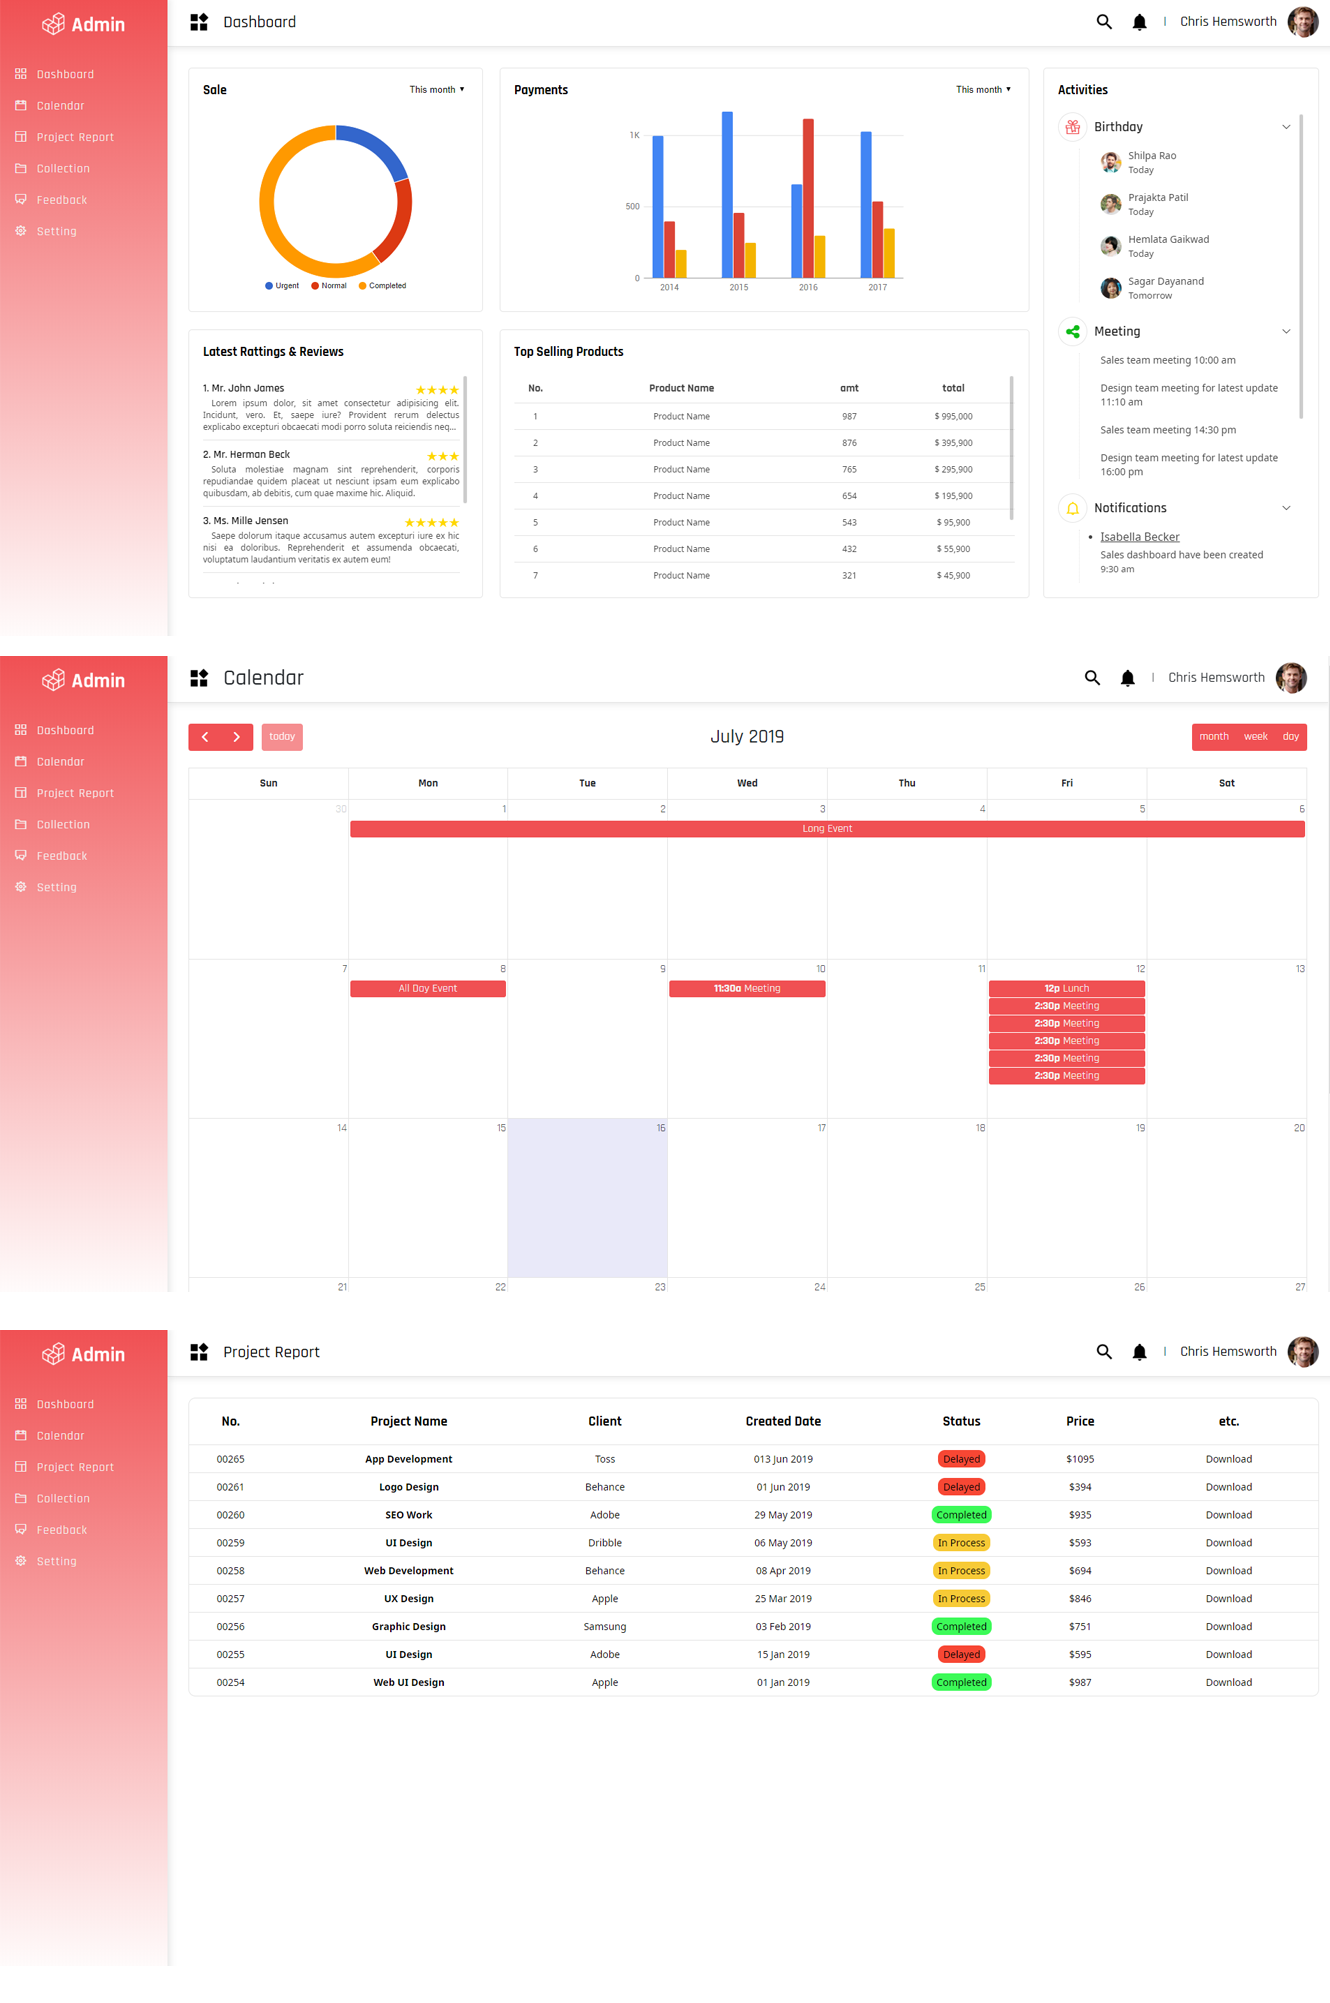 Admin
Dashboard
Calendar
Project Report
Collection
Feedback
Setting
Dashboard
| Chris Hemsworth
Sale
This month ▼
Urgent Normal Completed
Payments
This month ▼
1K
500
0
2014 2015 2016 2017
Activities
Birthday
Shilpa Rao
Today
Prajakta Patil
Today
Hemlata Gaikwad
Today
Sagar Dayanand
Tomorrow
Meeting
Sales team meeting 10:00 am
Design team meeting for latest update
11:10 am
Sales team meeting 14:30 pm
Design team meeting for latest update
16:00 pm
Notifications
• Isabella Becker
Sales dashboard have been created
9:30 am
Latest Rattings & Reviews
1. Mr. John James ★★★★
Lorem ipsum dolor, sit amet consectetur adipisicing elit.
Incidunt, vero. Et, saepe iure? Provident rerum delectus
explicabo excepturi obcaecati modi porro soluta reiciendis neq...
2. Mr. Herman Beck ★★★
Soluta molestiae magnam sint reprehenderit, corporis
repudiandae quidem placeat ut nesciunt ipsam eum explicabo
quibusdam, ab debitis, cum quae maxime hic. Aliquid.
3. Ms. Mille Jensen ★★★★★
Saepe dolorum itaque accusamus autem excepturi iure ex hic
nisi ea doloribus. Reprehenderit et assumenda obcaecati,
voluptatum laudantium veritatis ex autem eum!
Top Selling Products
No. Product Name amt total
1 Product Name 987 $ 995,000
2 Product Name 876 $ 395,900
3 Product Name 765 $ 295,900
4 Product Name 654 $ 195,900
5 Product Name 543 $ 95,900
6 Product Name 432 $ 55,900
7 Product Name 321 $ 45,900
Admin
Dashboard
Calendar
Project Report
Collection
Feedback
Setting
Calendar
| Chris Hemsworth
today
July 2019
month week day
Sun Mon Tue Wed Thu Fri Sat
30 1 2 3 4 5 6
Long Event
7 8 9 10 11 12 13
All Day Event
11:30a Meeting
12p Lunch
2:30p Meeting
2:30p Meeting
2:30p Meeting
2:30p Meeting
2:30p Meeting
14 15 16 17 18 19 20
21 22 23 24 25 26 27
Admin
Dashboard
Calendar
Project Report
Collection
Feedback
Setting
Project Report
| Chris Hemsworth
No. Project Name Client Created Date Status Price etc.
00265 App Development Toss 013 Jun 2019 Delayed $1095 Download
00261 Logo Design Behance 01 Jun 2019 Delayed $394 Download
00260 SEO Work Adobe 29 May 2019 Completed $935 Download
00259 UI Design Dribble 06 May 2019 In Process $593 Download
00258 Web Development Behance 08 Apr 2019 In Process $694 Download
00257 UX Design Apple 25 Mar 2019 In Process $846 Download
00256 Graphic Design Samsung 03 Feb 2019 Completed $751 Download
00255 UI Design Adobe 15 Jan 2019 Delayed $595 Download
00254 Web UI Design Apple 01 Jan 2019 Completed $987 Download